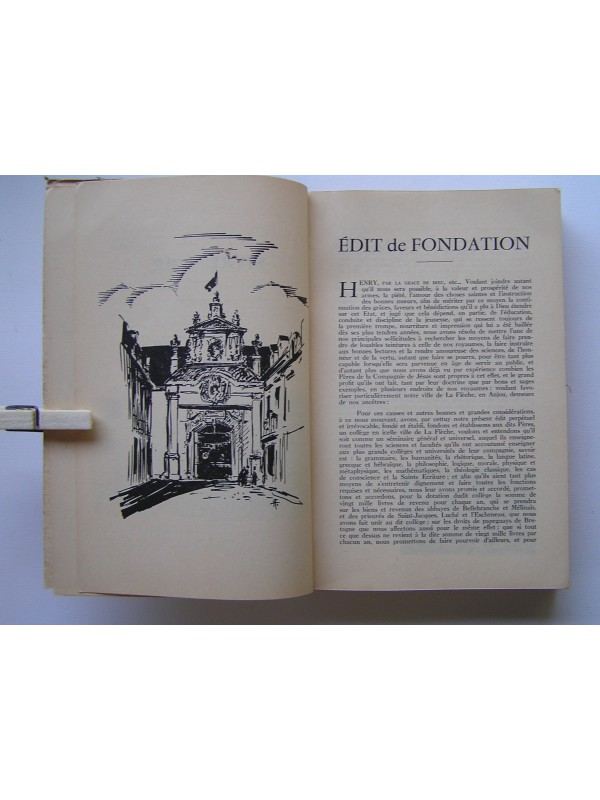 ÉDIT de FONDATION
HENRY, PAR LA GRACE DE DIEU, etc... Voulant joindre autant
qu'il nous sera possible, à la valeur et prospérité de nos
armes, la piété, l'amour des choses saintes et l'instruction
des bonnes mœurs, afin de mériter par ce moyen la conti-
nuation des grâces, faveurs et bénédictions qu'il a plu à Dieu étendre
sur cet Etat, et jugé que cela dépend, en partie, de l'éducation,
conduite et discipline de la jeunesse, qui se ressent toujours de
la première trempe, nourriture et impression qui lui a été baillée
dès ses plus tendres années, nous avons résolu de mettre l'une de
nos principales sollicitudes à rechercher les moyens de faire pren-
dre de louables teintures à celle de nos royaumes, la faire instruire
aux bonnes lettres et la rendre amoureuse des sciences, de l'hon-
neur et de la vertu, autant que faire se pourra, pour être tant plus
capable lorsqu'elle sera parvenue en âge de servir au public, et
d'autant plus que nous avons déjà vu par expérience combien les
Pères de la Compagnie de Jésus sont propres à cet effet, et le grand
profit qu'ils ont fait, tant par leur doctrine que par bons et sages
exemples, en plusieurs endroits de nos royaumes : voulant favo-
riser particulièrement notre ville de La Flèche, en Anjou, demeure
de nos ancêtres :
Pour ces causes et autres bonnes et grandes considérations,
à ce nous mouvant, avons, par cettuy notre présent édit perpétuel
et irrévocable, fondé et établi, fondons et établissons aux dits Pères,
un collège en icelle ville de La Flèche, voulons et entendons qu'il
soit comme un séminaire général et universel, auquel ils enseigne-
ront toutes les sciences et facultés qu'ils ont accoutumé enseigner
aux plus grands collèges et universités de leur compagnie, savoir
est : la grammaire, les humanités, la rhétorique, la langue latine,
grecque et hébraïque, la philosophie, logique, morale, physique et
métaphysique, les mathématiques, la théologie classique, les cas
de conscience et la Sainte Ecriture ; et afin qu'ils aient tant plus
moyens de s'entretenir dignement et faire toutes les fonctions
requises et nécessaires, nous leur avons promis et accordé, promet-
tons et accordons, pour la dotation dudit collège la somme de
vingt mille livres de revenu pour chacun an, qui se prendra
sur les biens et revenus des abbayes de Bellebranche et Mélinais,
et des prieurés de Saint-Jacques, Luché et l'Escheneau, que nous
avons fait unir au dit collège : sur les droits de papegauts de Bre-
tagne que nous affectons aussi pour le même effet : que si tout
ce que dessus ne revient à la dite somme de vingt mille livres par
chacun an, nous promettons de faire pourvoir d'ailleurs, et pour